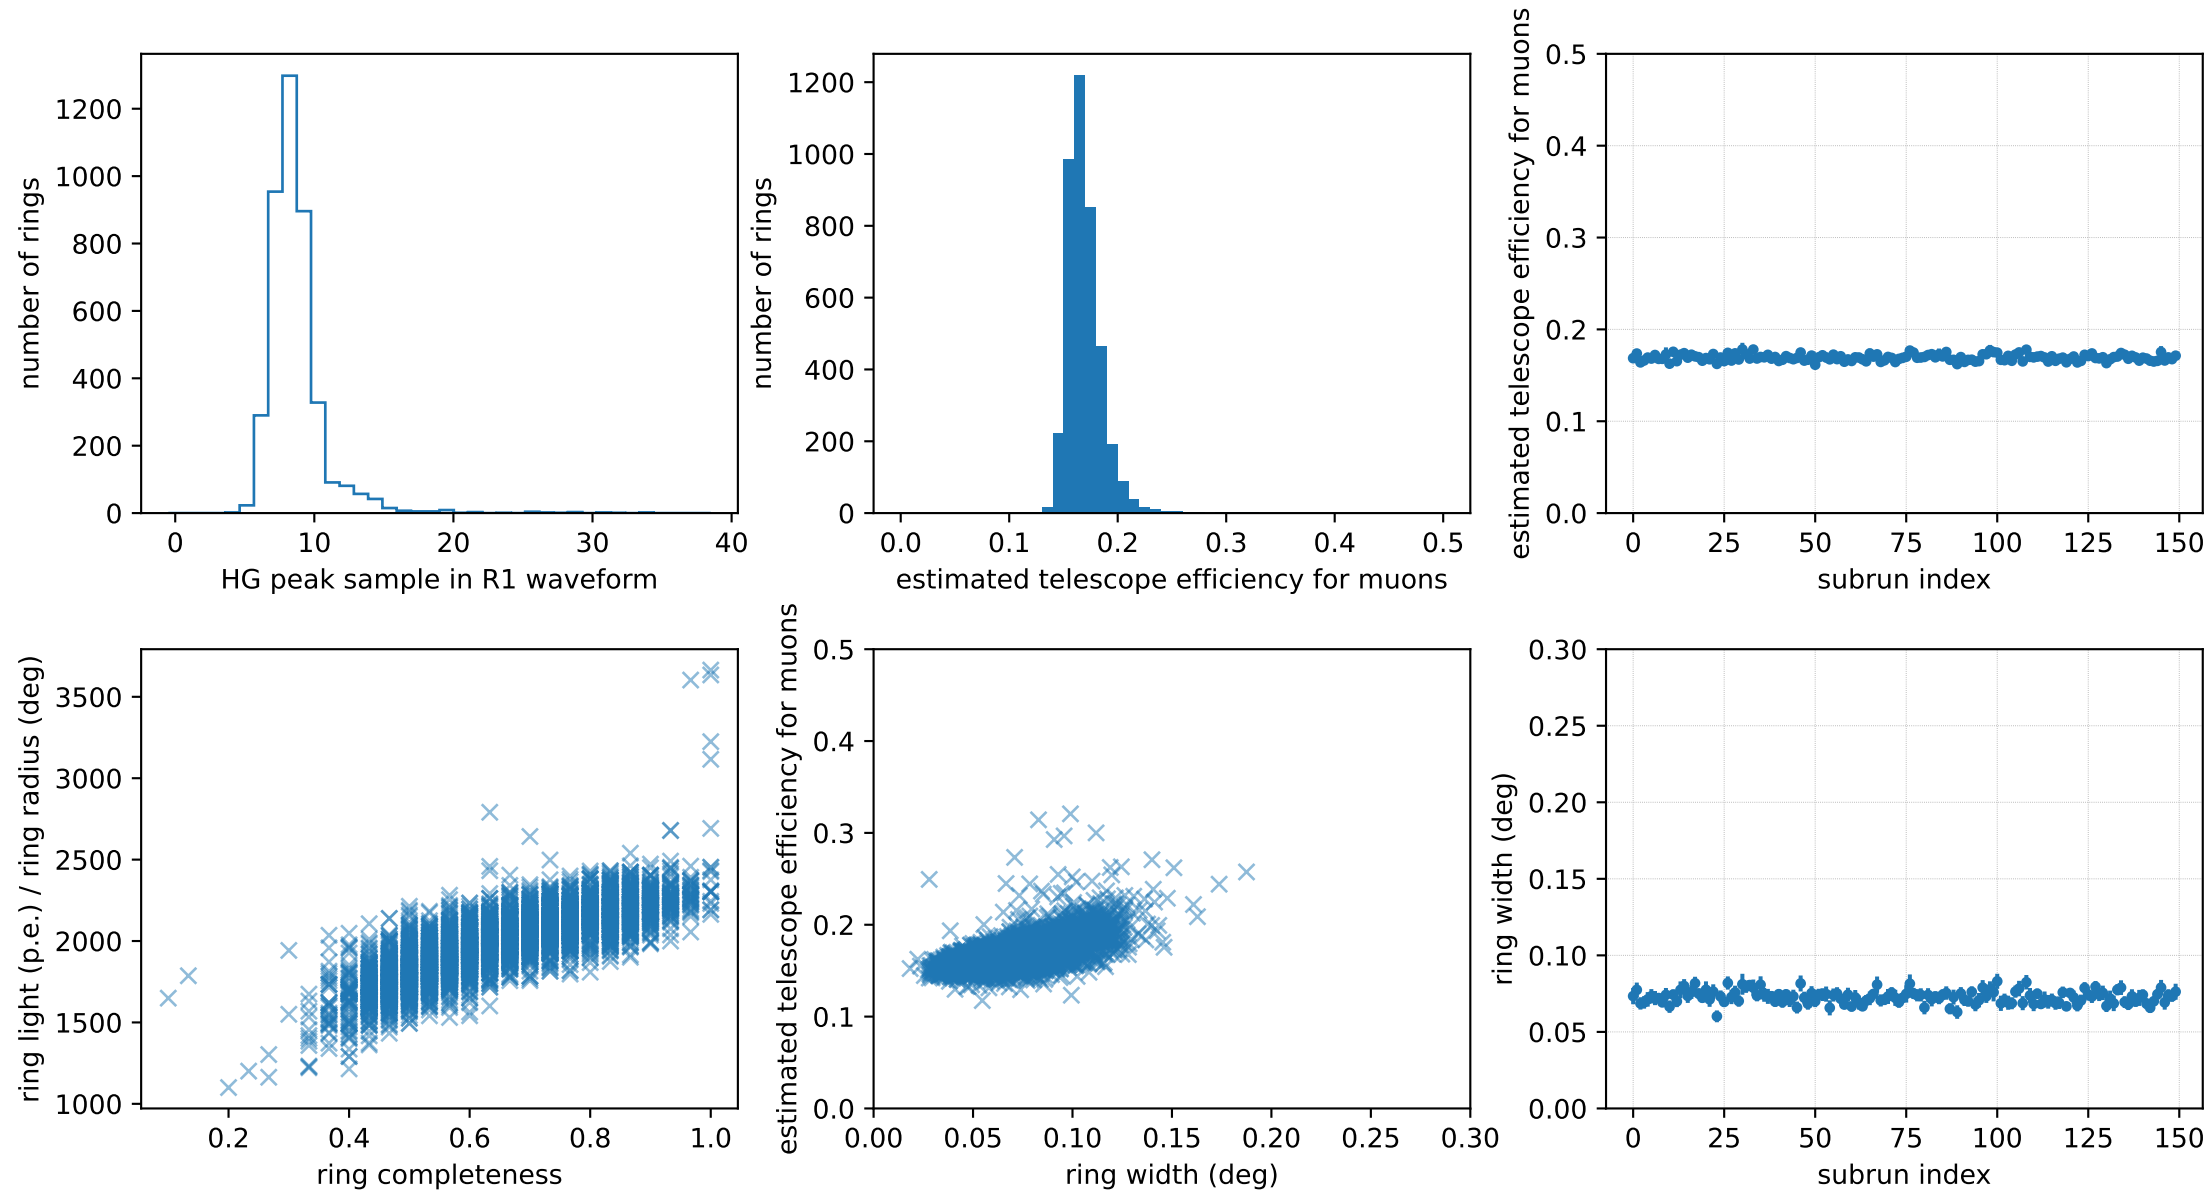 number of rings
1200
1000
800
600
400
200
0
0 10 20 30 40
HG peak sample in R1 waveform
number of rings
1200
1000
800
600
400
200
0
0.0 0.1 0.2 0.3 0.4 0.5
estimated telescope efficiency for muons
estimated telescope efficiency for muons
0.5
0.4
0.3
0.2
0.1
0.0
0 25 50 75 100 125 150
subrun index
ring light (p.e.) / ring radius (deg)
3500
3000
2500
2000
1500
1000
0.2 0.4 0.6 0.8 1.0
ring completeness
estimated telescope efficiency for muons
0.5
0.4
0.3
0.2
0.1
0.0
0.00 0.05 0.10 0.15 0.20 0.25 0.30
ring width (deg)
ring width (deg)
0.30
0.25
0.20
0.15
0.10
0.05
0.00
0 25 50 75 100 125 150
subrun index